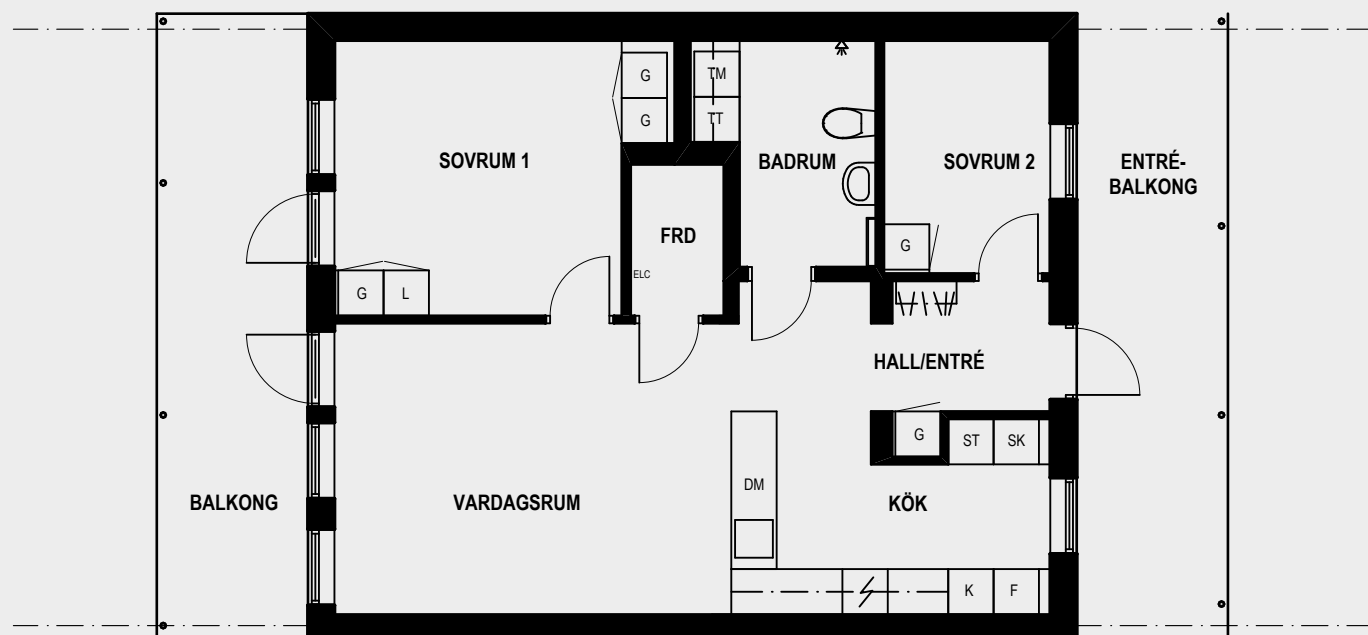 G
TM
G
TT
SOVRUM 1
BADRUM
SOVRUM 2
ENTRÉ-
BALKONG
FRD
G
ELC
G
L
HALL/ENTRÉ
G
ST
SK
DM
BALKONG
VARDAGSRUM
KÖK
K
F